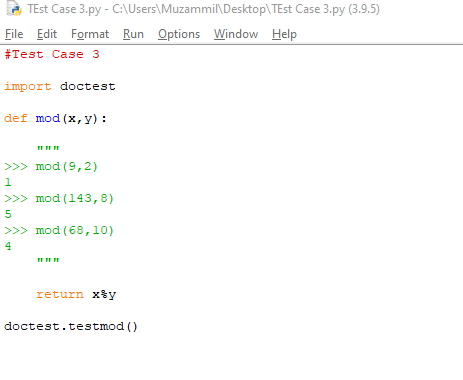 TEst Case 3.py - C:\Users\Muzammil\Desktop\TEst Case 3.py (3.9.5)
File Edit Format Run Options Window Help
#Test Case 3
import doctest
def mod(x,y):
    """
>>> mod(9,2)
1
>>> mod(143,8)
5
>>> mod(68,10)
4
    """
    return x%y
doctest.testmod()